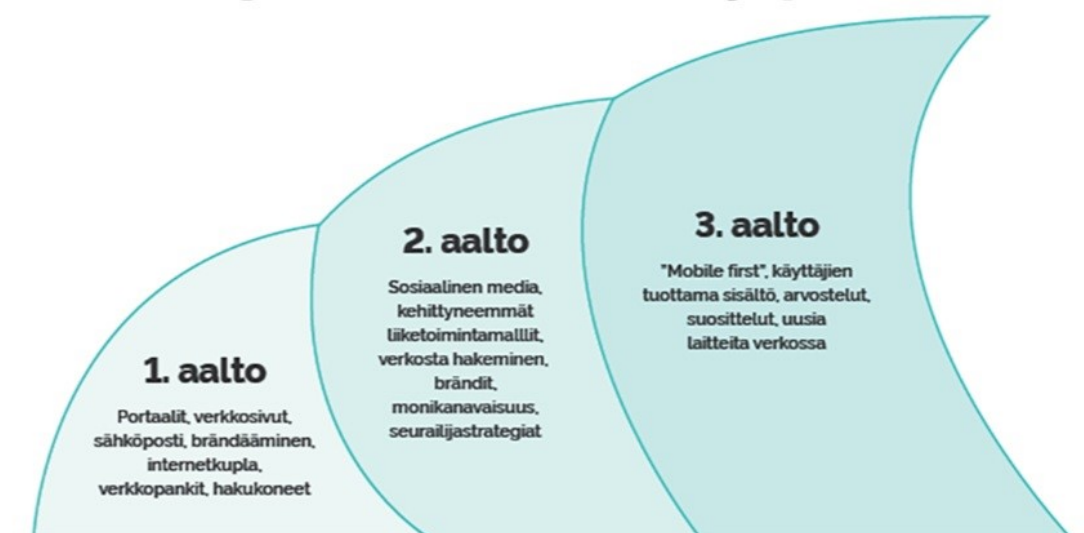 1. aalto
Portaalit, verkkosivut,
sähköposti, brändääminen,
internetkupla,
verkkopankit, hakukoneet
2. aalto
Sosiaalinen media,
kehittyneemmät
liiketoimintamalllit,
verkosta hakeminen,
brändit,
monikanavaisuus,
seurailijastrategiat
3. aalto
"Mobile first", käyttäjien
tuottama sisältö, arvostelut,
suosittelut, uusia
laitteita verkossa